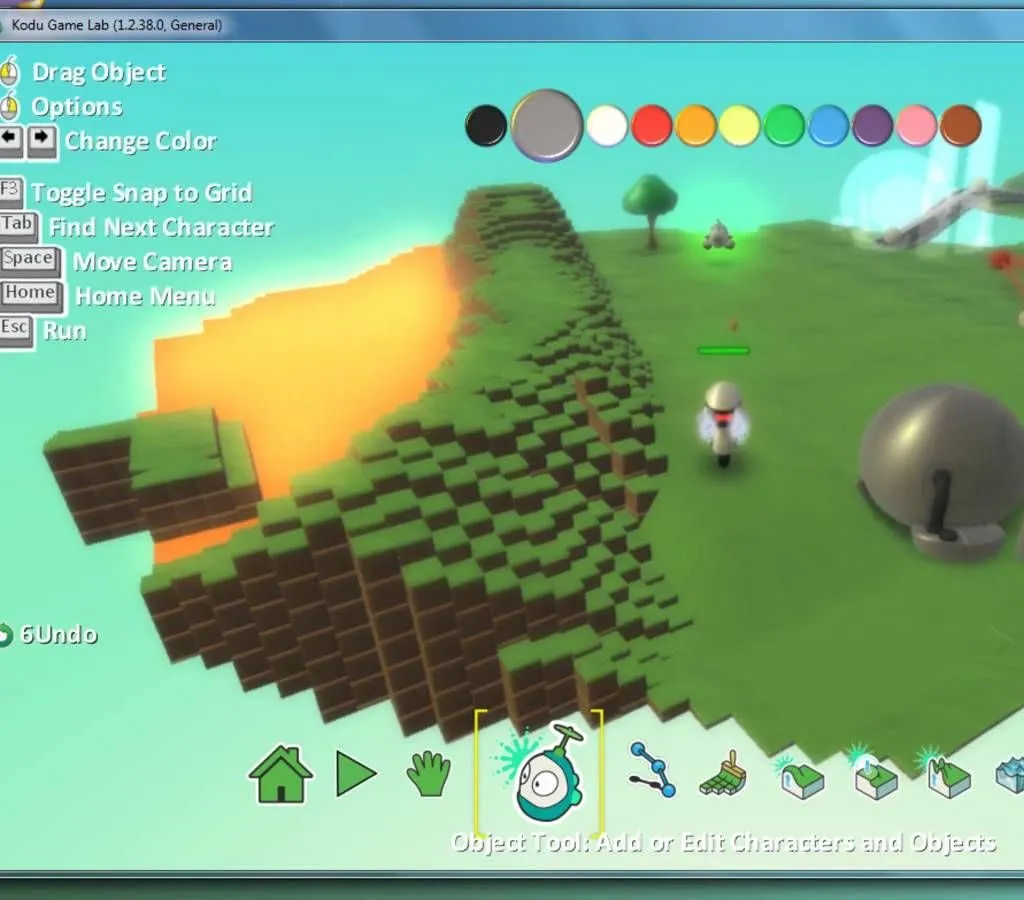 Kodu Game Lab (1.2.38.0, General)
Drag Object
Options
Change Color
F3 Toggle Snap to Grid
Tab Find Next Character
Space Move Camera
Home Home Menu
Esc Run
6Undo
Object Tool: Add or Edit Characters and Objects